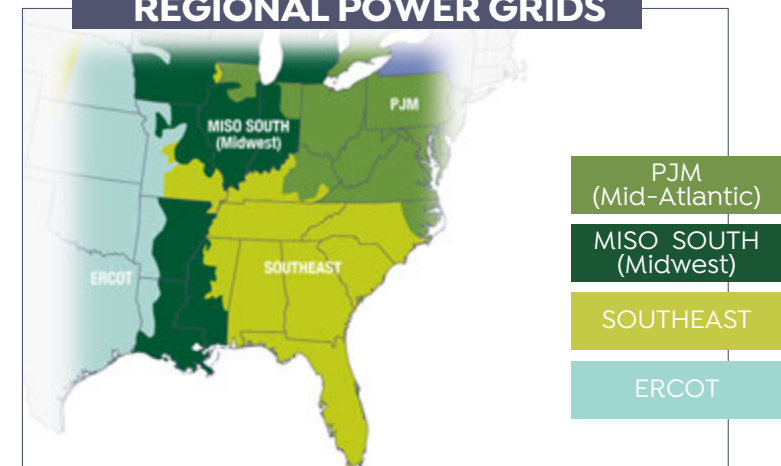 REGIONAL POWER GRIDS
PJM
MISO SOUTH
(Midwest)
ERCOT
SOUTHEAST
PJM
(Mid-Atlantic)
MISO SOUTH
(Midwest)
SOUTHEAST
ERCOT